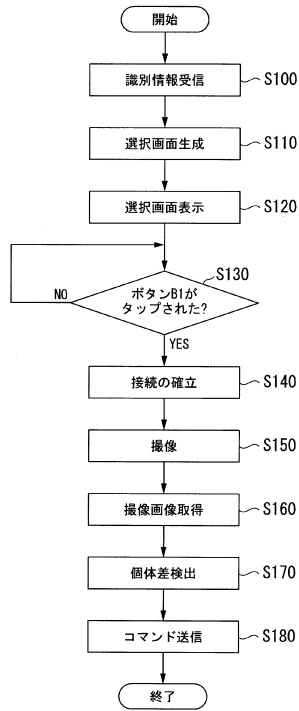 開始
識別情報受信
S100
選択画面生成
S110
選択画面表示
S120
S130
ボタンB1が
タップされた?
NO
YES
接続の確立
S140
撮像
S150
撮像画像取得
S160
個体差検出
S170
コマンド送信
S180
終了